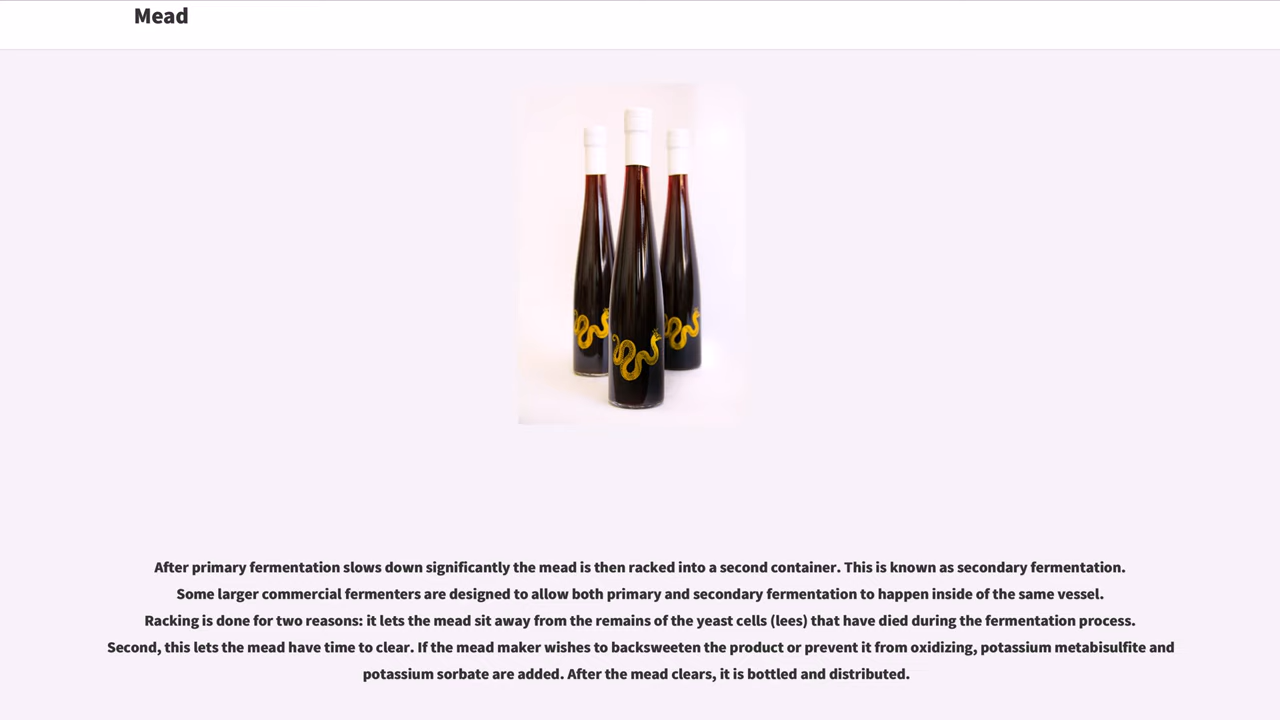 Mead
After primary fermentation slows down significantly the mead is then racked into a second container. This is known as secondary fermentation.
Some larger commercial fermenters are designed to allow both primary and secondary fermentation to happen inside of the same vessel.
Racking is done for two reasons: it lets the mead sit away from the remains of the yeast cells (lees) that have died during the fermentation process.
Second, this lets the mead have time to clear. If the mead maker wishes to backsweeten the product or prevent it from oxidizing, potassium metabisulfite and
potassium sorbate are added. After the mead clears, it is bottled and distributed.